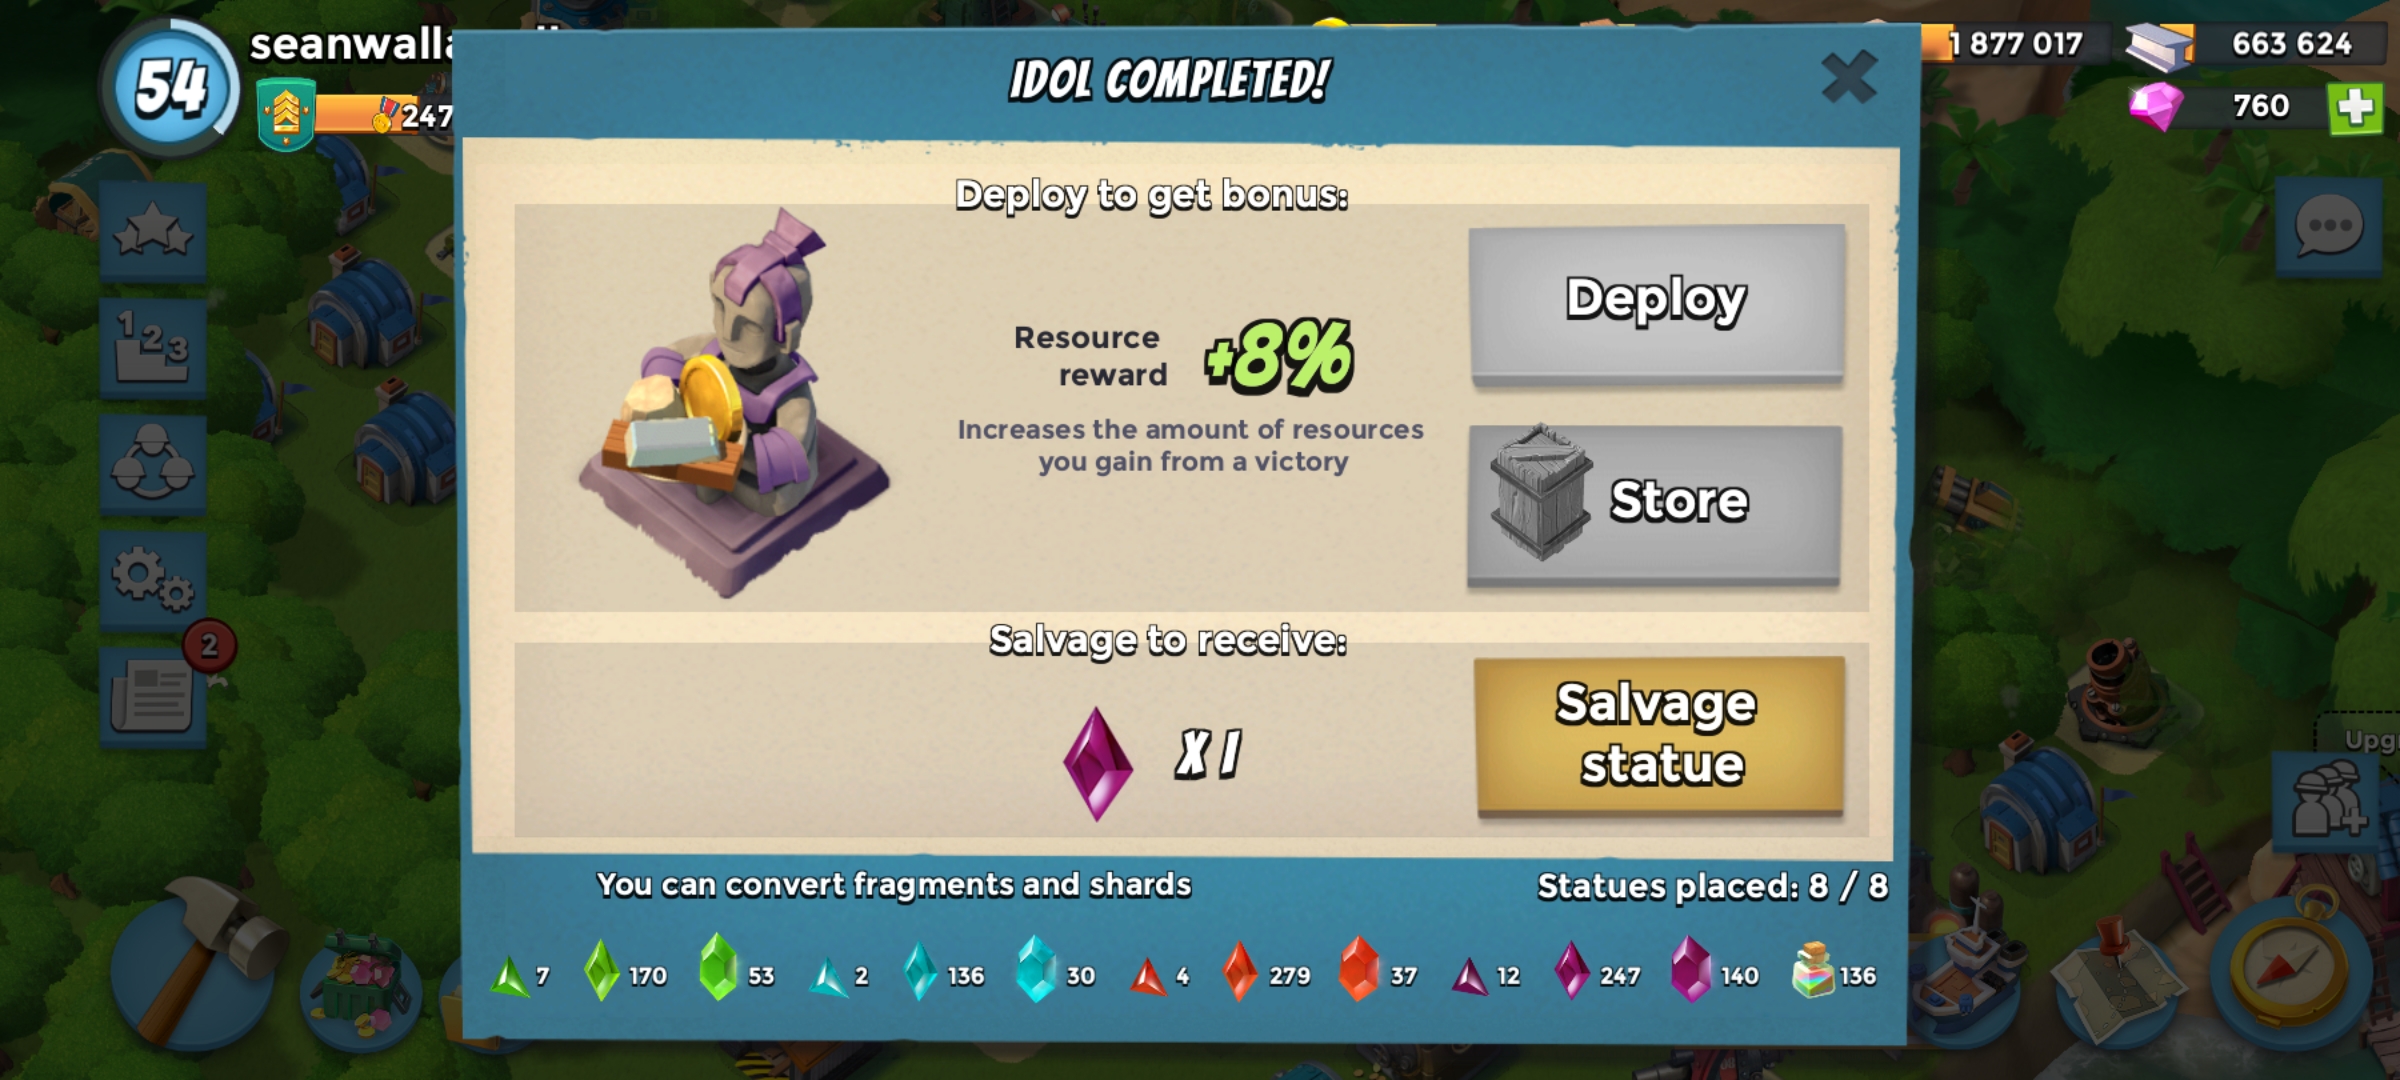 54
IDOL COMPLETED!
1 877 017
663 624
247
760
Deploy to get bonus:
Deploy
1 2 3
Resource
reward
+8%
Increases the amount of resources
you gain from a victory
Store
2
Salvage to receive:
Salvage
statue
X 1
You can convert fragments and shards
Statues placed: 8 / 8
7 170 53 2 136 30 4 279 37 12 247 140 136